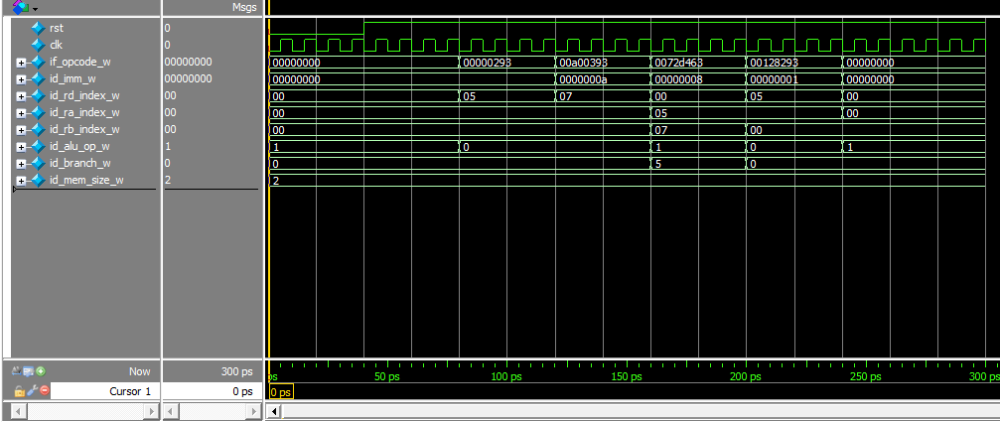 Msgs
rst 0
clk 0
if_opcode_w 00000000 00000000 00000293 00a00393 0072d463 00128293 00000000
id_imm_w 00000000 00000000 0000000a 00000008 00000001 00000000
id_rd_index_w 00 00 05 07 00 05 00
id_ra_index_w 00 00 05 00
id_rb_index_w 00 00 07 00
id_alu_op_w 1 1 0 1 0 1
id_branch_w 0 0 5 0
id_mem_size_w 2 2
Now 300 ps ps 50 ps 100 ps 150 ps 200 ps 250 ps 300 ps
Cursor 1 0 ps 0 ps